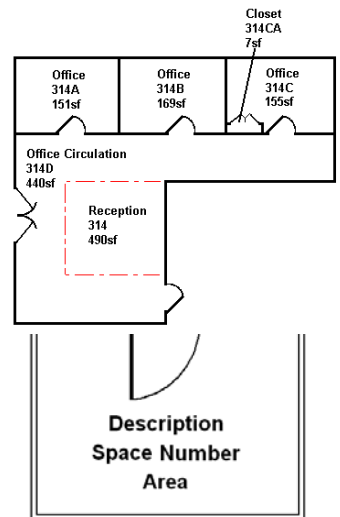 Closet
314CA
7sf
Office
314A
151sf
Office
314B
169sf
Office
314C
155sf
Office Circulation
314D
440sf
Reception
314
490sf
Description
Space Number
Area